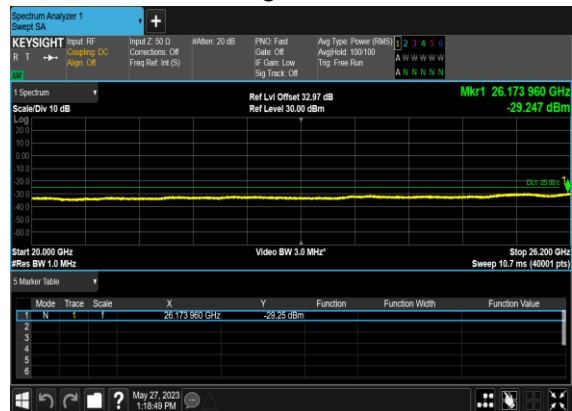 Spectrum Analyzer 1
Swept SA
+
KEYSIGHT Input: RF Input Z: 50 Ω #Atten: 20 dB PNO: Fast Avg Type: Power (RMS) 1 2 3 4 5 6
R T Coupling: DC Corrections: Off Gate: Off Avg|Hold: 100/100 A W W W W W
Align: Off Freq Ref: Int (S) IF Gain: Low Trig: Free Run
Sig Track: Off A N N N N N
LXI
1 Spectrum Ref Lvl Offset 32.97 dB Mkr1 26.173 960 GHz
Scale/Div 10 dB Ref Level 30.00 dBm -29.247 dBm
Log
20.0
10.0
0.00
-10.0
-20.0
DL1 -25.00 1
-30.0
-40.0
-50.0
-60.0
Start 20.000 GHz Video BW 3.0 MHz* Stop 26.200 GHz
#Res BW 1.0 MHz Sweep 10.7 ms (40001 pts)
5 Marker Table
Mode Trace Scale X Y Function Function Width Function Value
1 N 1 f 26.173 960 GHz -29.25 dBm
2
3
4
5
6
? May 27, 2023
1:18:49 PM